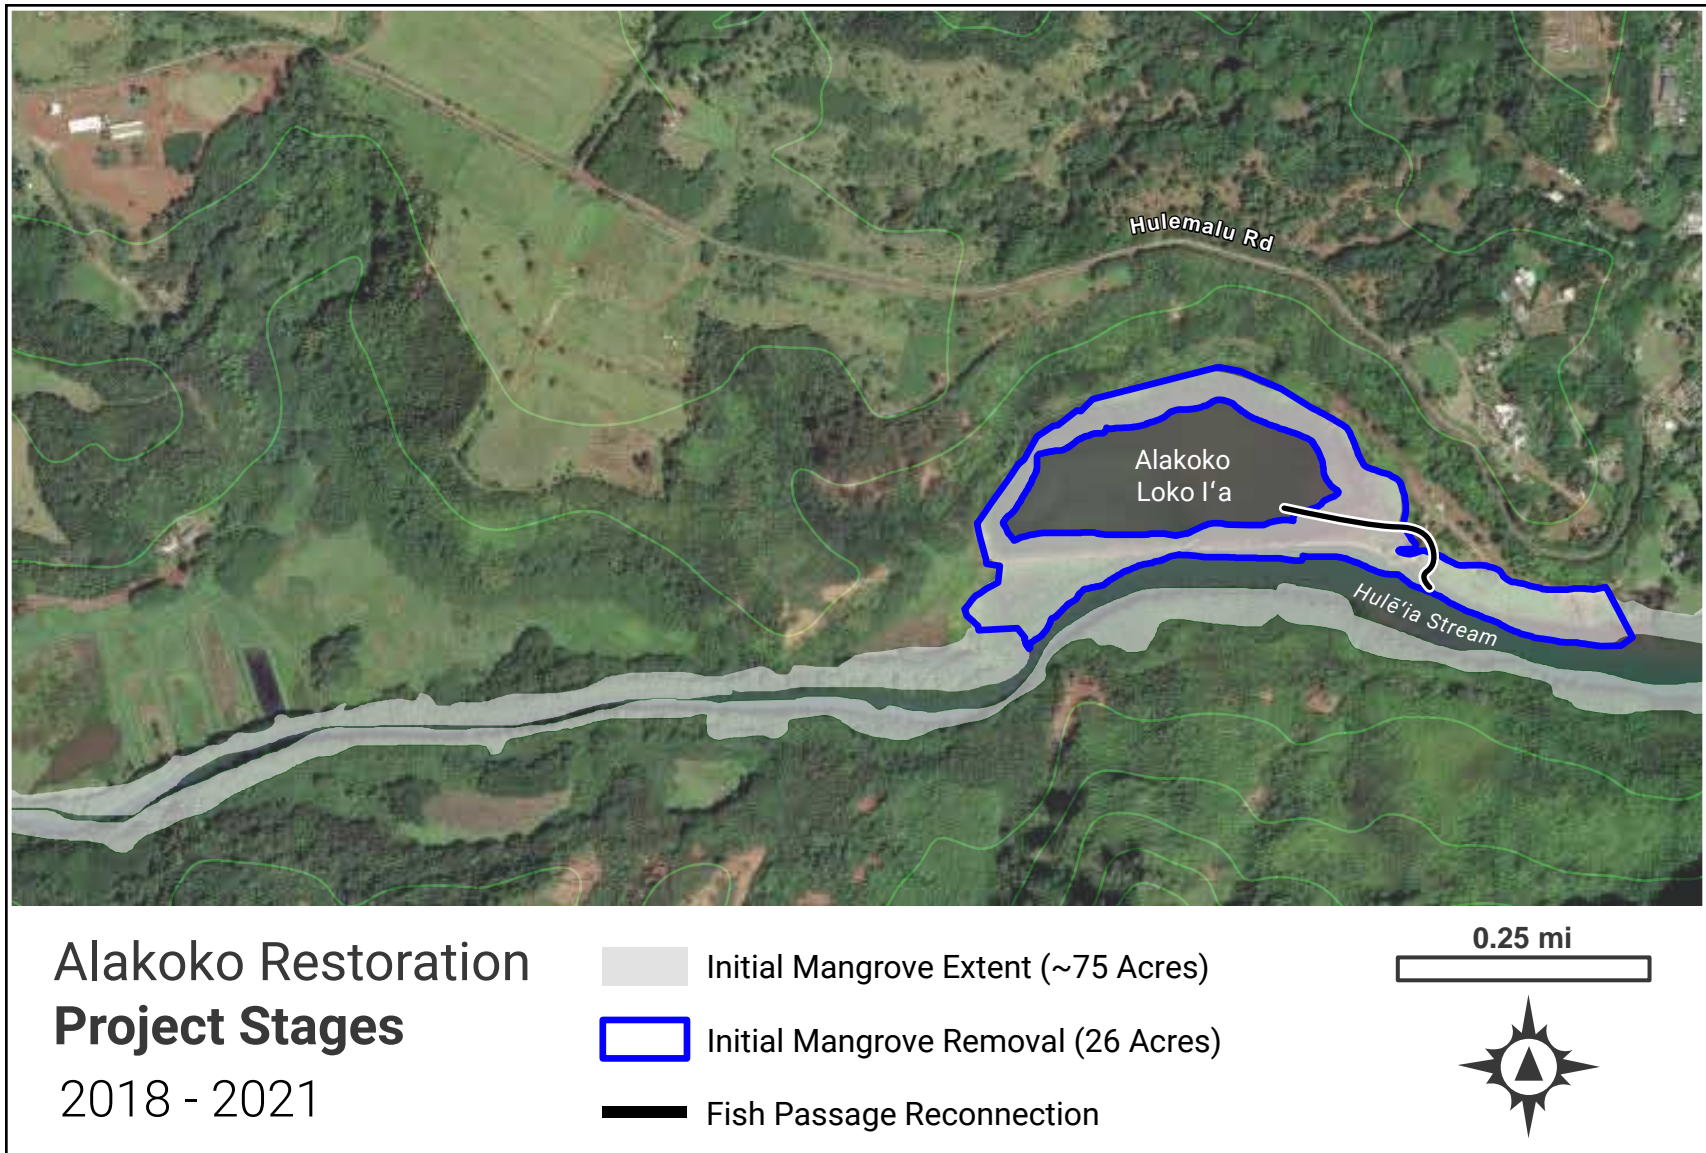 Hulemalu Rd
Alakoko
Loko Iʻa
Hulēʻia Stream
Alakoko Restoration
Project Stages
2018 - 2021
Initial Mangrove Extent (~75 Acres)
Initial Mangrove Removal (26 Acres)
Fish Passage Reconnection
0.25 mi